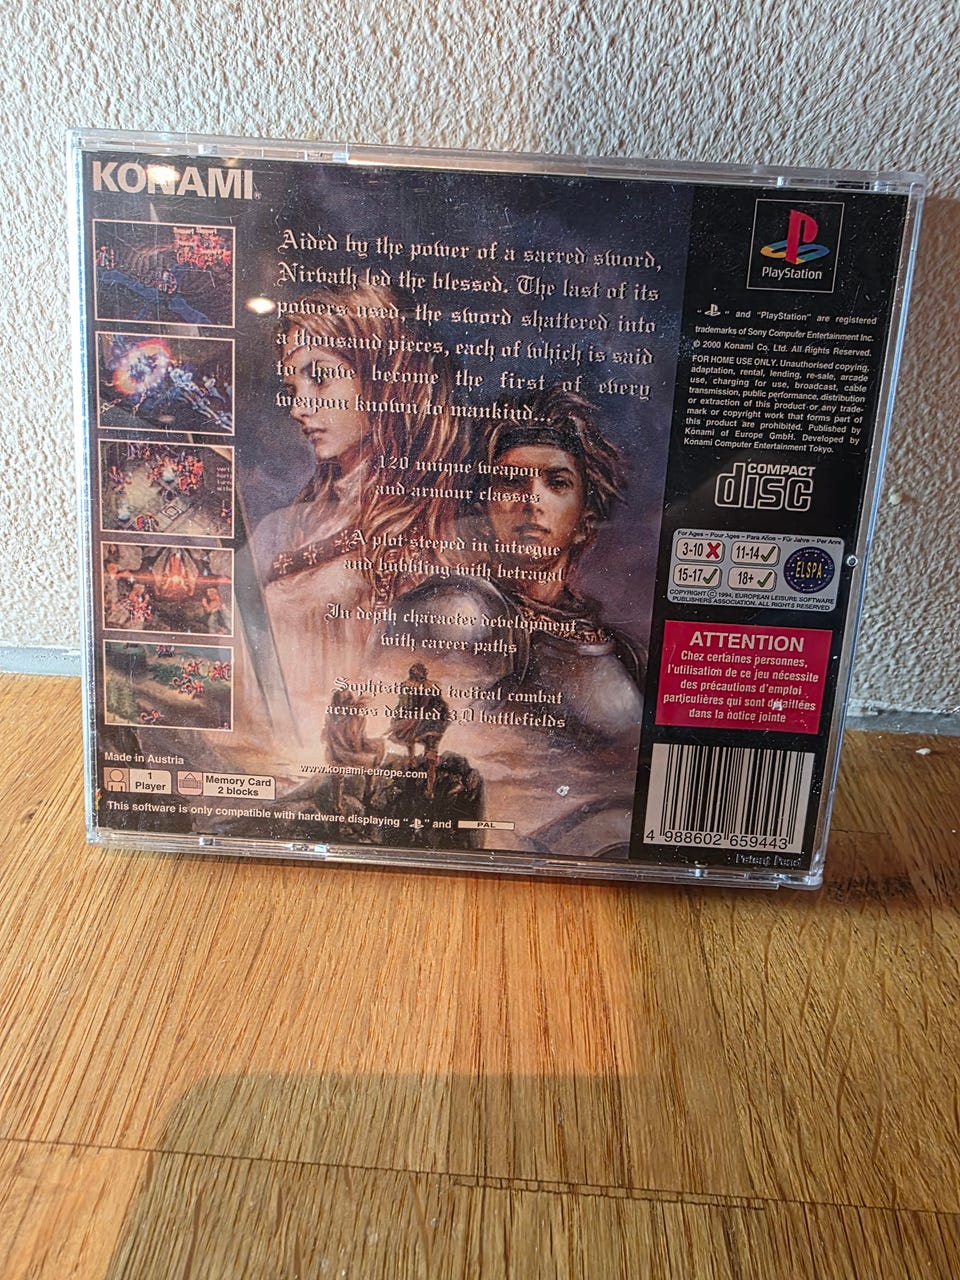 KONAMI
Aided by the power of a sacred sword,
Nirvath led the blessed. The last of its
powers used, the sword shattered into
a thousand pieces, each of which is said
to have become the first of every
weapon known to mankind...
120 unique weapon
and armour classes
A plot steeped in intregue
and bubbling with betrayal
In depth character development
with career paths
Sophisticated tactical combat
across detailed 3D battlefields
www.konami-europe.com
Made in Austria
1
Player
Memory Card
2 blocks
This software is only compatible with hardware displaying " " and PAL
PlayStation
" " and "PlayStation" are registered
trademarks of Sony Computer Entertainment Inc.
© 2000 Konami Co. Ltd. All Rights Reserved.
FOR HOME USE ONLY. Unauthorised copying,
adaptation, rental, lending, re-sale, arcade
use, charging for use, broadcast, cable
transmission, public performance, distribution
or extraction of this product or any trade-
mark or copyright work that forms part of
this product are prohibited. Published by
Konami of Europe GmbH. Developed by
Konami Computer Entertainment Tokyo.
COMPACT
disc
For Ages – Pour Ages – Para Años – Für Jahre – Per Anni
3-10 11-14
15-17 18+
ELSPA
COPYRIGHT © 1994, EUROPEAN LEISURE SOFTWARE
PUBLISHERS ASSOCIATION. ALL RIGHTS RESERVED
ATTENTION
Chez certaines personnes,
l'utilisation de ce jeu nécessite
des précautions d'emploi
particulières qui sont détaillées
dans la notice jointe
4 988602 659443
Patent Pend